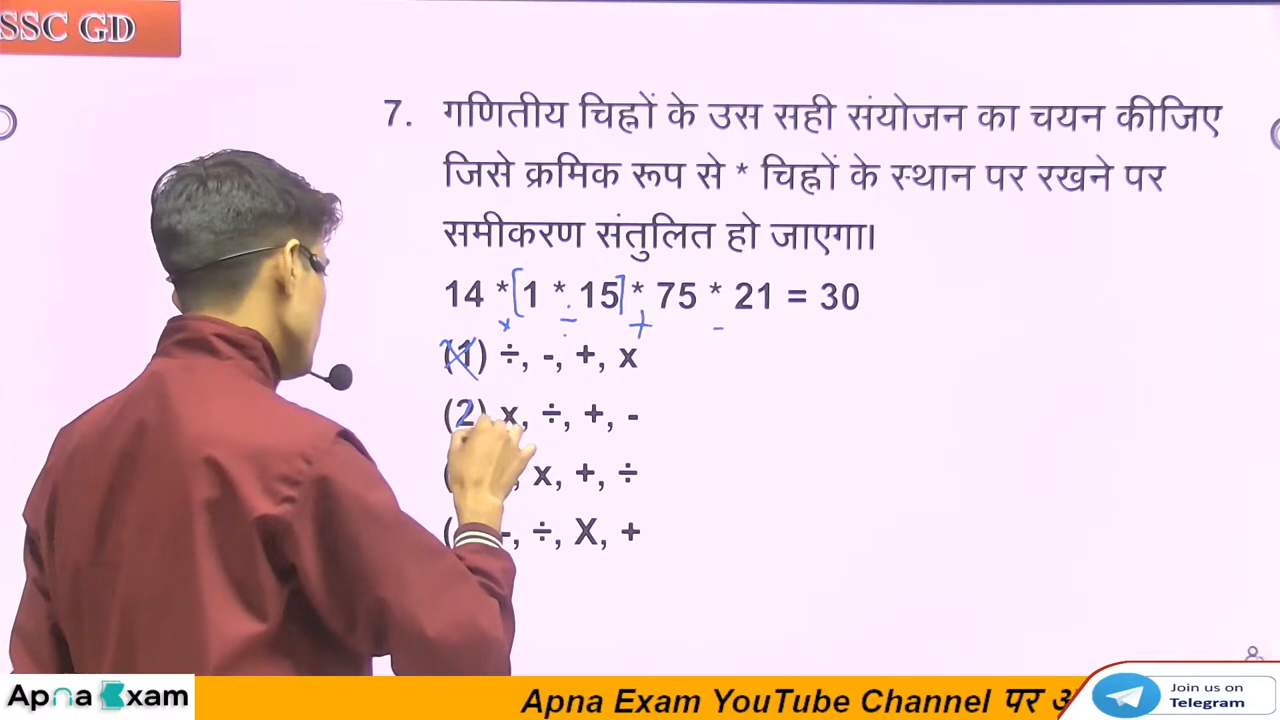 SSC GD
7. गणितीय चिह्नों के उस सही संयोजन का चयन कीजिए
जिसे क्रमिक रूप से * चिह्नों के स्थान पर रखने पर
समीकरण संतुलित हो जाएगा।
14 * [1 * 15] * 75 * 21 = 30
x ÷ + -
(1) ÷, -, +, x
(2) x, ÷, +, -
, x, +, ÷
-, ÷, X, +
Apna Exam
Apna Exam YouTube Channel पर
Join us on
Telegram